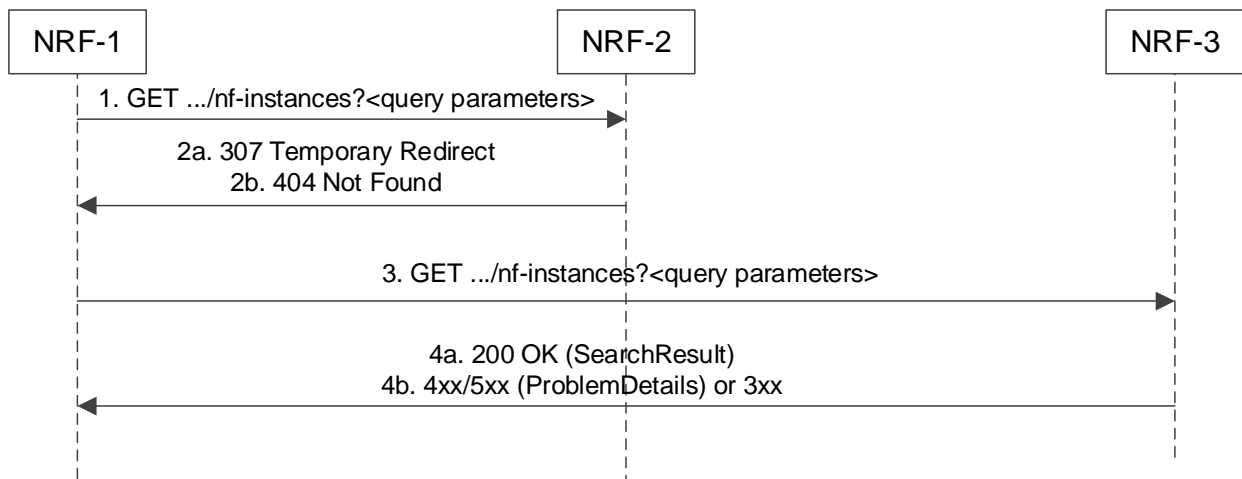 NRF-1
NRF-2
NRF-3
1. GET .../nf-instances?<query parameters>
2a. 307 Temporary Redirect
2b. 404 Not Found
3. GET .../nf-instances?<query parameters>
4a. 200 OK (SearchResult)
4b. 4xx/5xx (ProblemDetails) or 3xx